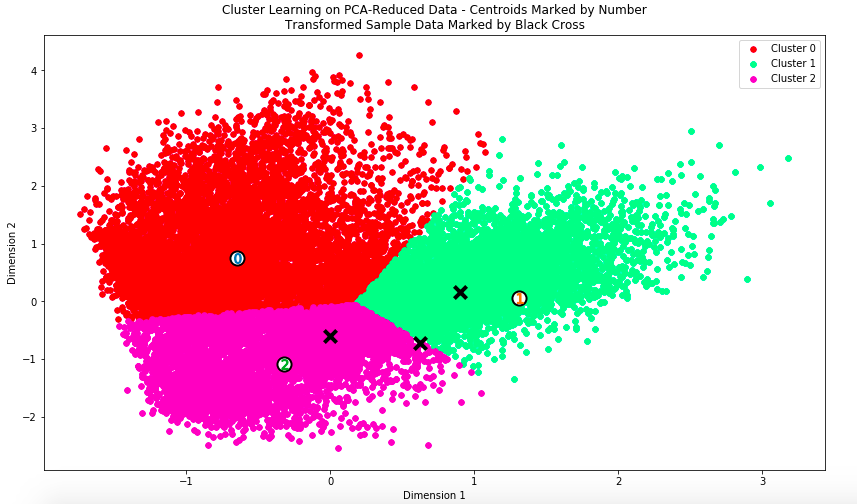 Cluster Learning on PCA-Reduced Data - Centroids Marked by Number
Transformed Sample Data Marked by Black Cross
Cluster 0
Cluster 1
Cluster 2
Dimension 2
4
3
2
1
0
−1
−2
0
1
2
−1
0
1
2
3
Dimension 1